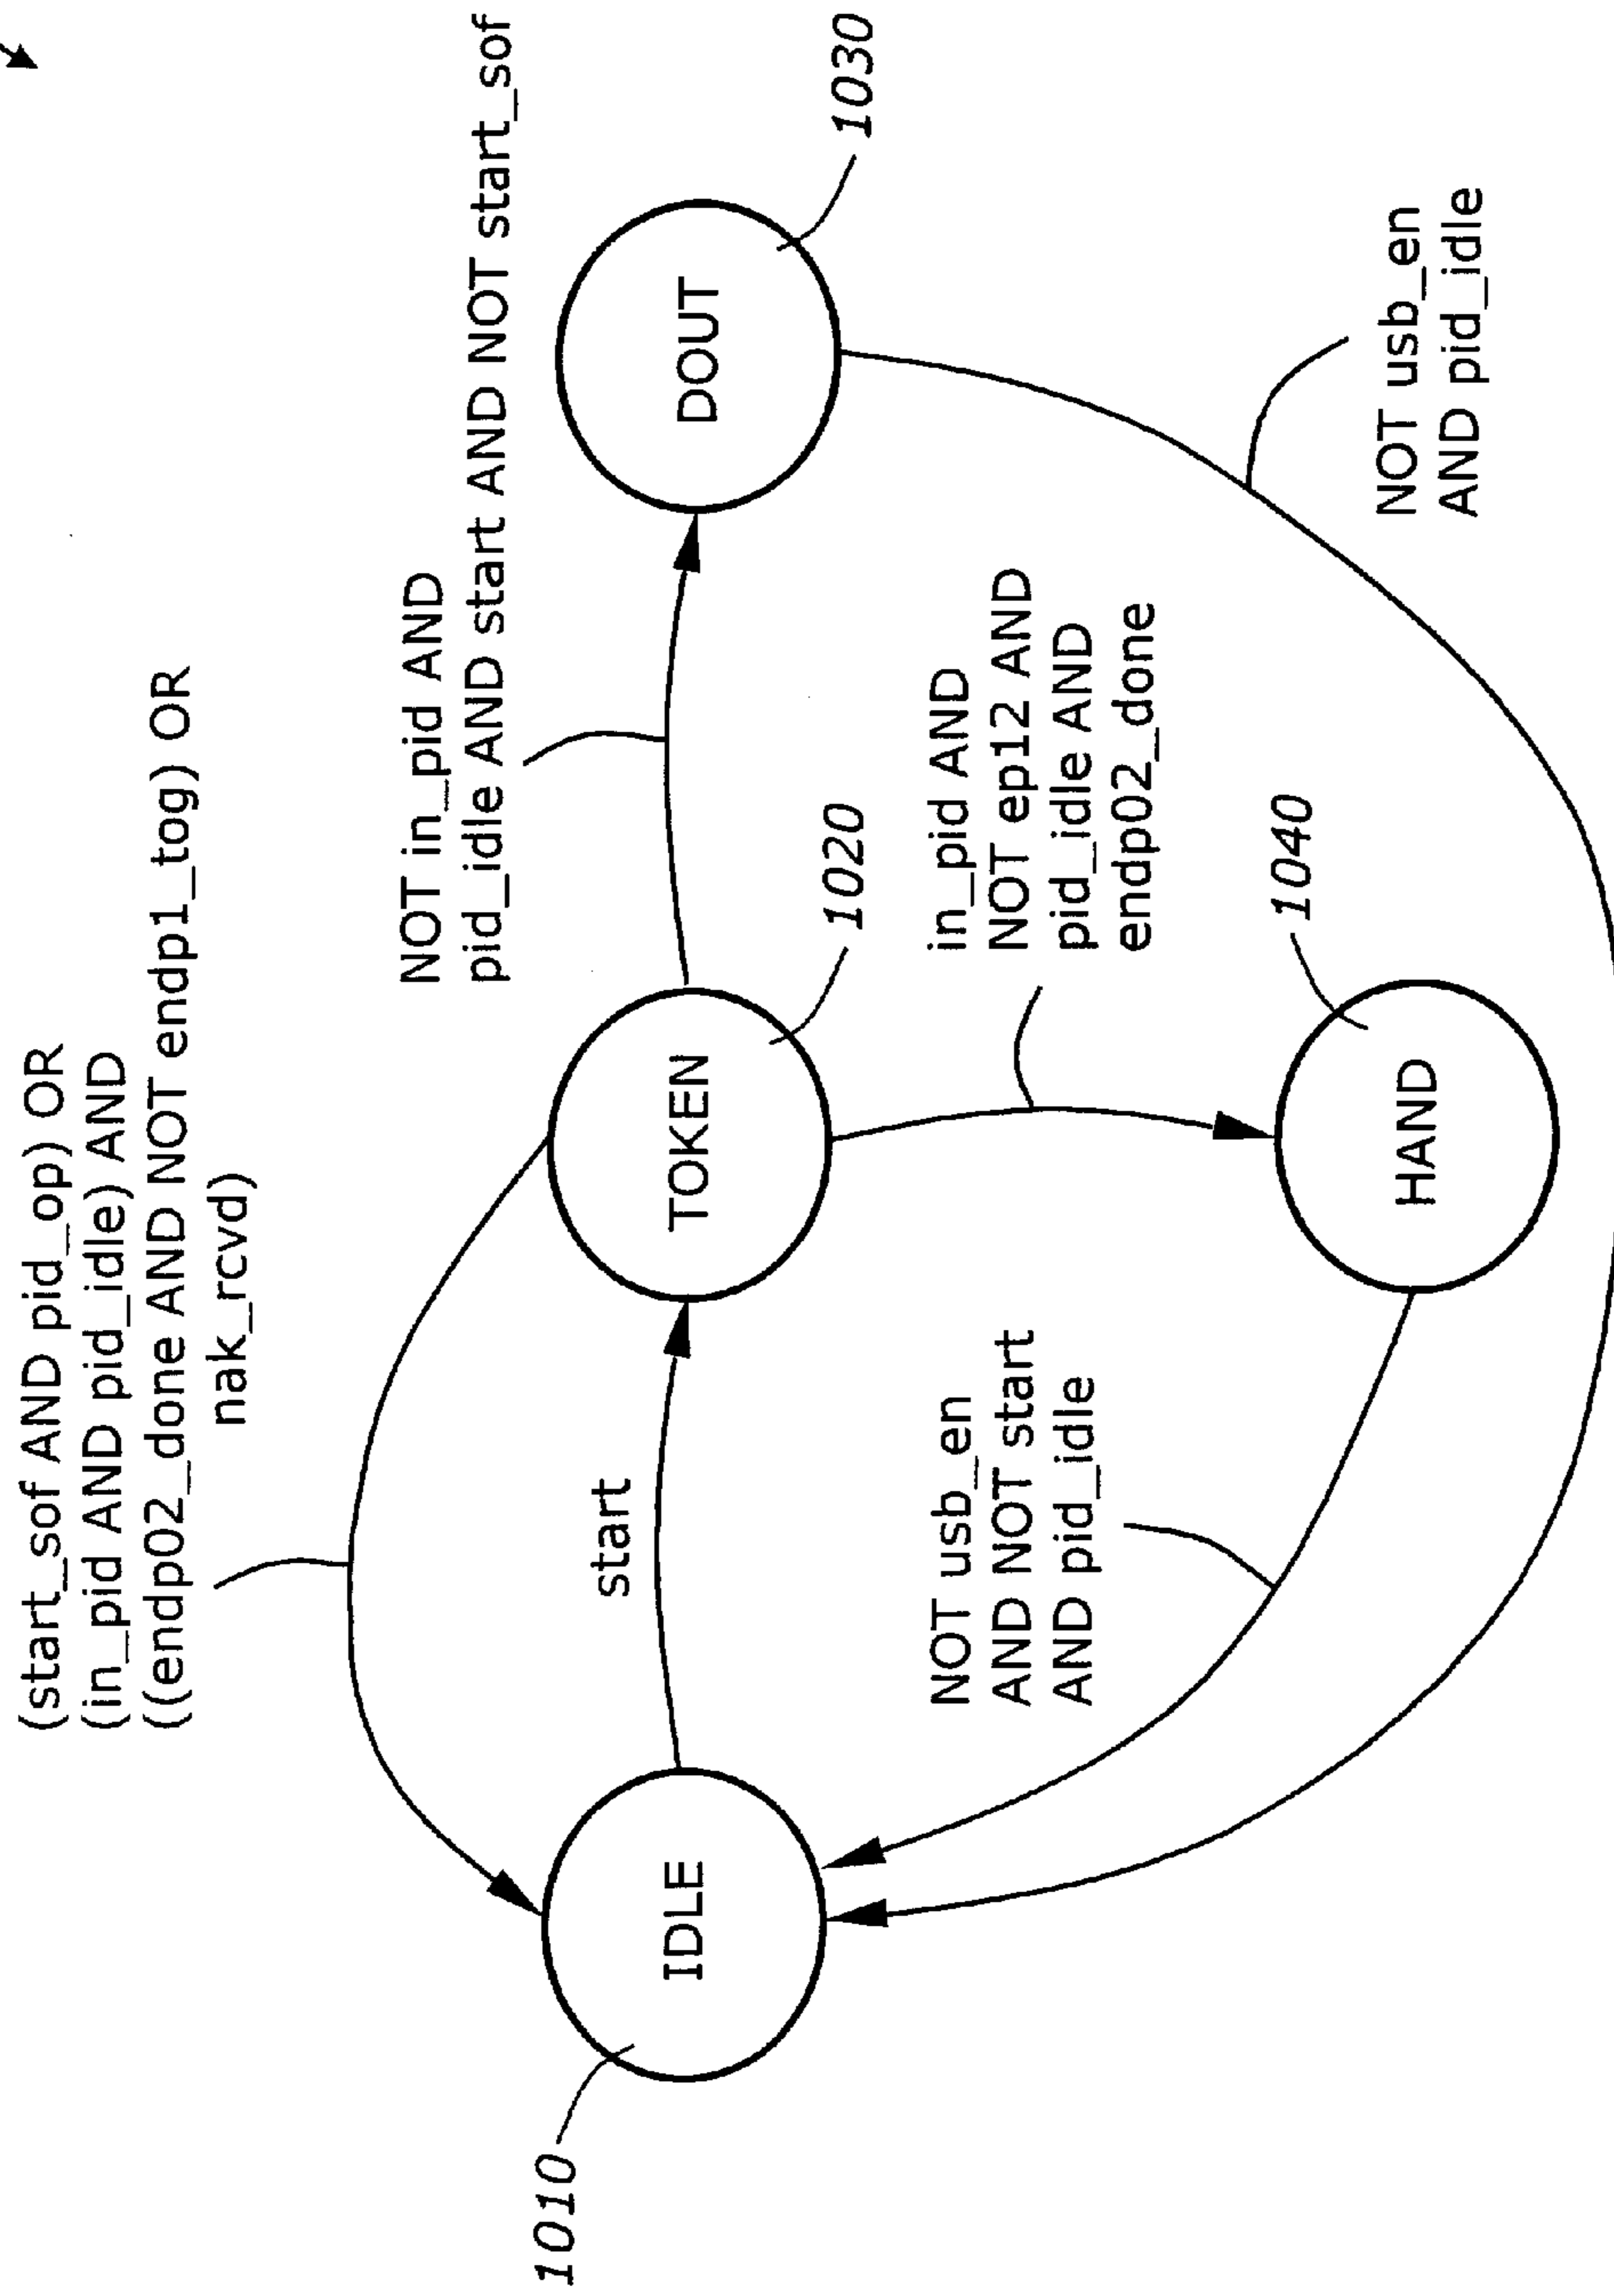 (start_sof AND pid_op) OR
(in_pid AND pid_idle) AND
((endp02_done AND NOT endp1_tog) OR
nak_rcvd)
NOT in_pid AND
pid_idle AND start AND NOT start_sof
start
1010
IDLE
TOKEN
DOUT
1020
1030
NOT usb_en
AND NOT start
AND pid_idle
in_pid AND
NOT ep12 AND
pid_idle AND
endp02_done
1040
HAND
NOT usb_en
AND pid_idle